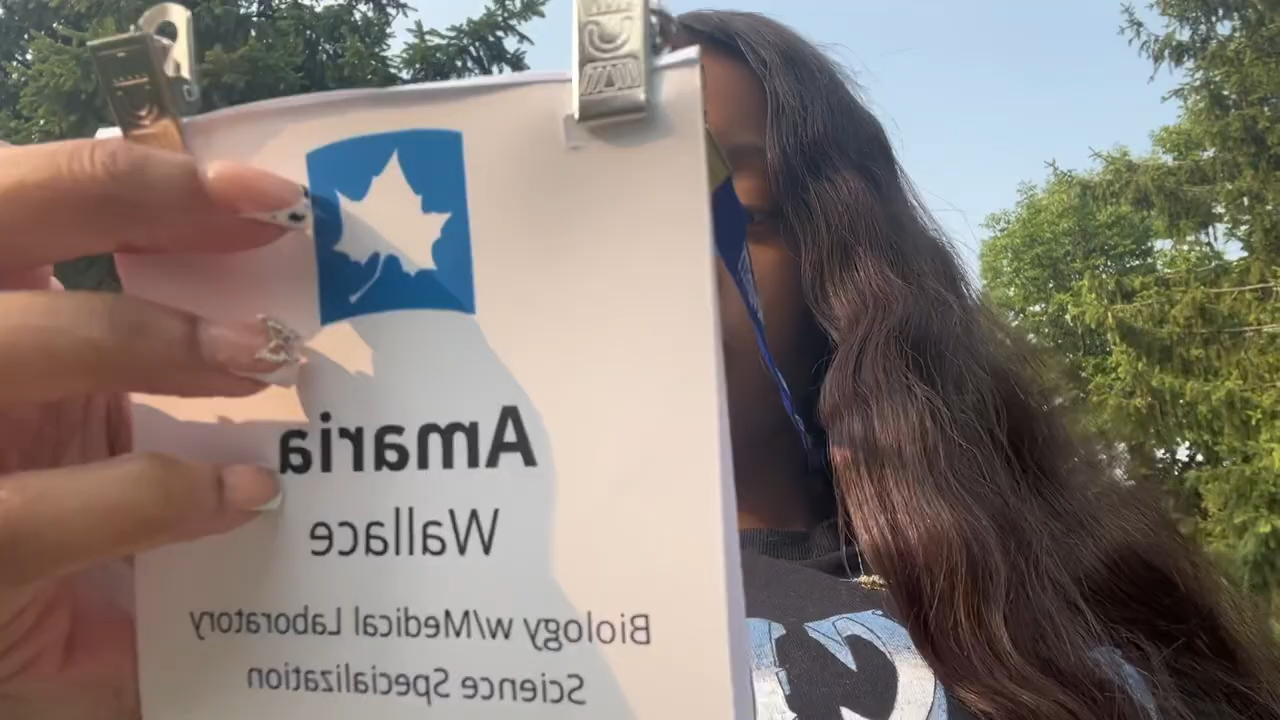 Amaria
Wallace
Biology w/Medical Laboratory
Science Specialization